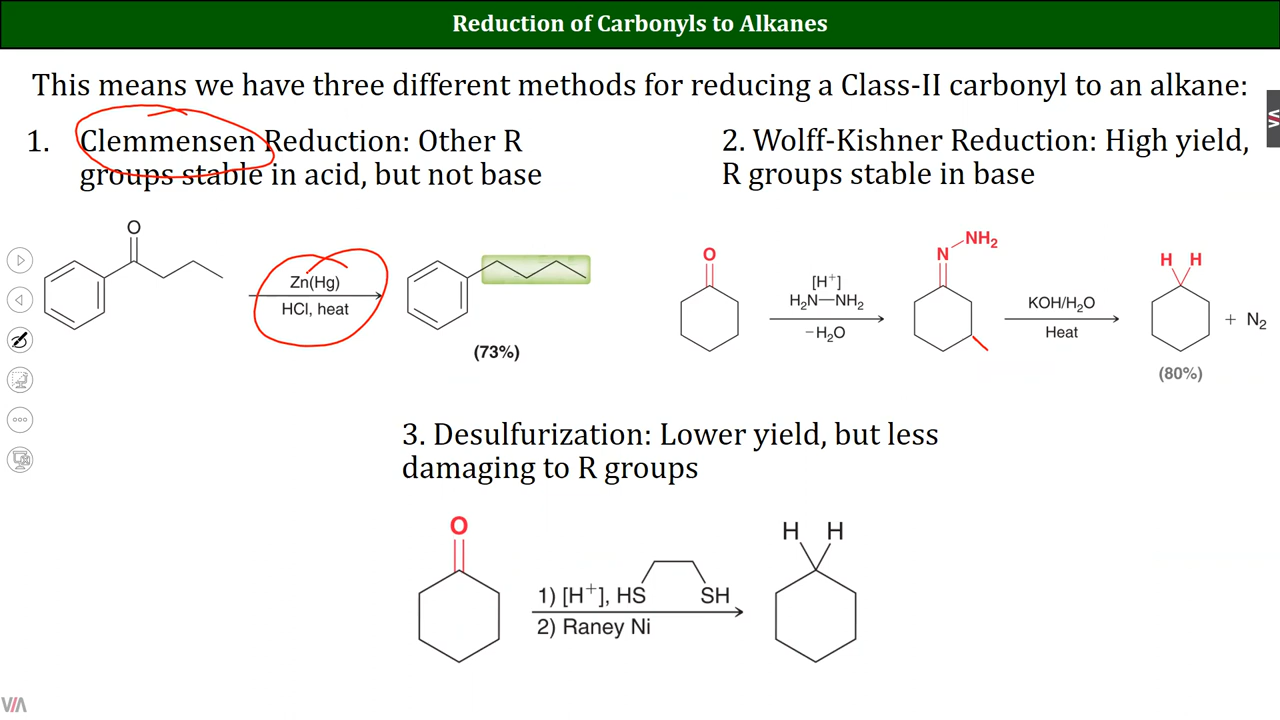 Reduction of Carbonyls to Alkanes
This means we have three different methods for reducing a Class-II carbonyl to an alkane:
1. Clemmensen Reduction: Other R
groups stable in acid, but not base
O
Zn(Hg)
HCl, heat
(73%)
2. Wolff-Kishner Reduction: High yield,
R groups stable in base
O
[H⁺]
H₂N—NH₂
−H₂O
N
NH₂
KOH/H₂O
Heat
H H
+ N₂
(80%)
3. Desulfurization: Lower yield, but less
damaging to R groups
O
1) [H⁺], HS SH
2) Raney Ni
H H
VIA